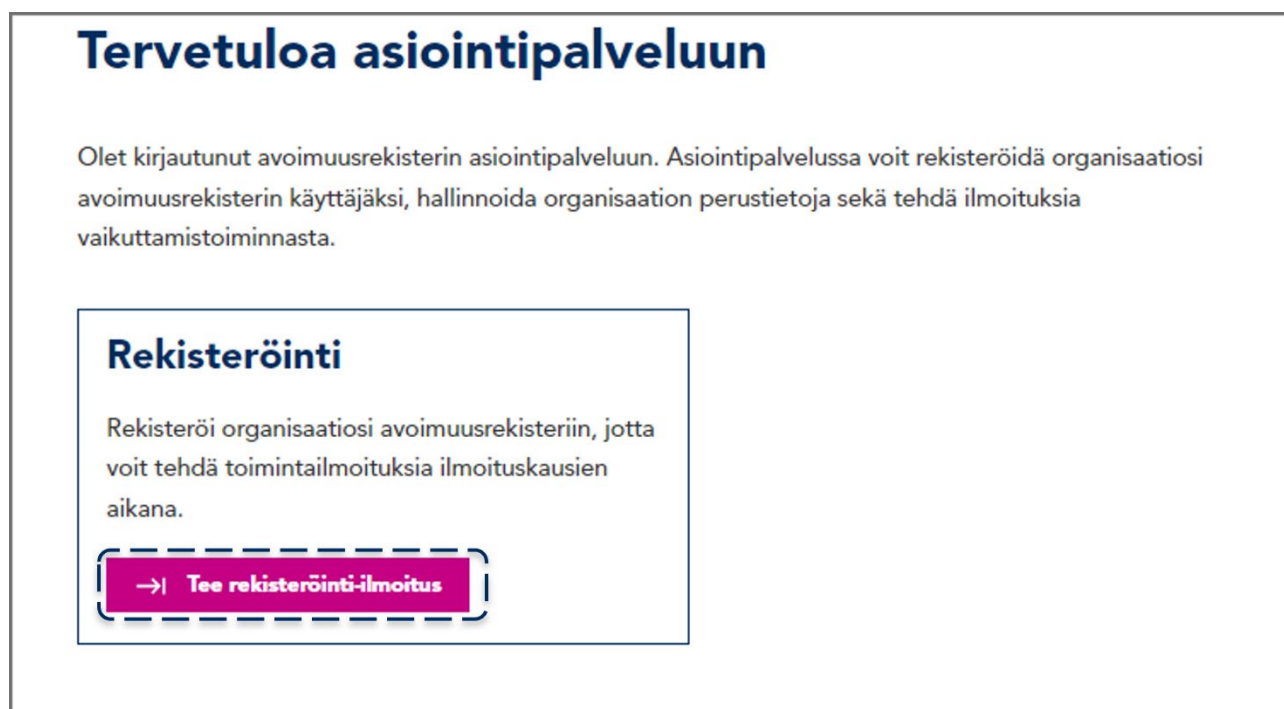 Tervetuloa asiointipalveluun
Olet kirjautunut avoimuusrekisterin asiointipalveluun. Asiointipalvelussa voit rekisteröidä organisaatiosi
avoimuusrekisterin käyttäjäksi, hallinnoida organisaation perustietoja sekä tehdä ilmoituksia
vaikuttamistoiminnasta.
Rekisteröinti
Rekisteröi organisaatiosi avoimuusrekisteriin, jotta
voit tehdä toimintailmoituksia ilmoituskausien
aikana.
Tee rekisteröinti-ilmoitus